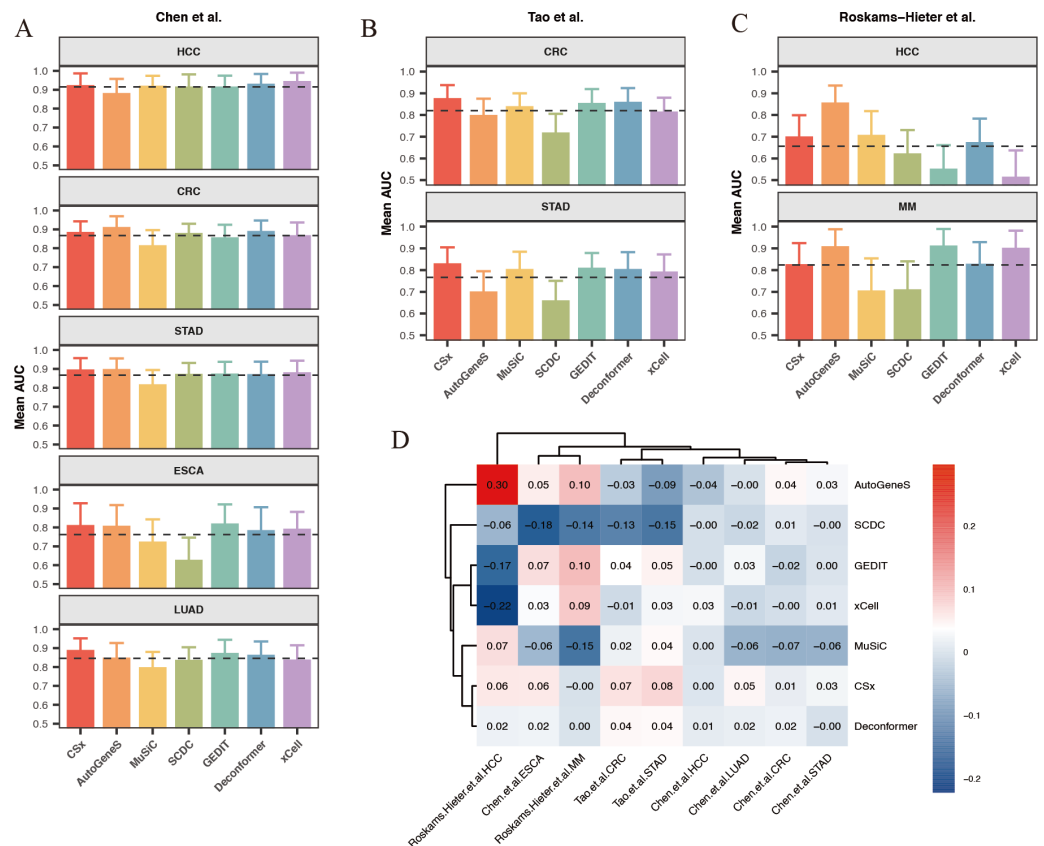 A
Chen et al.
HCC
1.0
0.9
0.8
0.7
0.6
0.5
CRC
1.0
0.9
0.8
0.7
0.6
0.5
STAD
1.0
0.9
0.8
0.7
0.6
0.5
ESCA
1.0
0.9
0.8
0.7
0.6
0.5
LUAD
1.0
0.9
0.8
0.7
0.6
0.5
Mean AUC
CSx
AutoGeneS
MuSiC
SCDC
GEDIT
Deconformer
xCell
B
Tao et al.
CRC
1.0
0.9
0.8
0.7
0.6
0.5
STAD
1.0
0.9
0.8
0.7
0.6
0.5
Mean AUC
CSx
AutoGeneS
MuSiC
SCDC
GEDIT
Deconformer
xCell
C
Roskams−Hieter et al.
HCC
1.0
0.9
0.8
0.7
0.6
0.5
MM
1.0
0.9
0.8
0.7
0.6
0.5
Mean AUC
CSx
AutoGeneS
MuSiC
SCDC
GEDIT
Deconformer
xCell
D
0.30 0.05 0.10 −0.03 −0.09 −0.04 −0.00 0.04 0.03 AutoGeneS
−0.06 −0.18 −0.14 −0.13 −0.15 −0.00 −0.02 0.01 −0.00 SCDC
−0.17 0.07 0.10 0.04 0.05 −0.00 0.03 −0.02 0.00 GEDIT
−0.22 0.03 0.09 −0.01 0.03 0.03 −0.01 −0.00 0.01 xCell
0.07 −0.06 −0.15 0.02 0.04 0.00 −0.06 −0.07 −0.06 MuSiC
0.06 0.06 −0.00 0.07 0.08 0.00 0.05 0.01 0.03 CSx
0.02 0.02 0.00 0.04 0.04 0.01 0.02 0.02 −0.00 Deconformer
Roskams.Hieter.et.al.HCC
Chen.et.al.ESCA
Roskams.Hieter.et.al.MM
Tao.et.al.CRC
Tao.et.al.STAD
Chen.et.al.HCC
Chen.et.al.LUAD
Chen.et.al.CRC
Chen.et.al.STAD
0.2
0.1
0
−0.1
−0.2